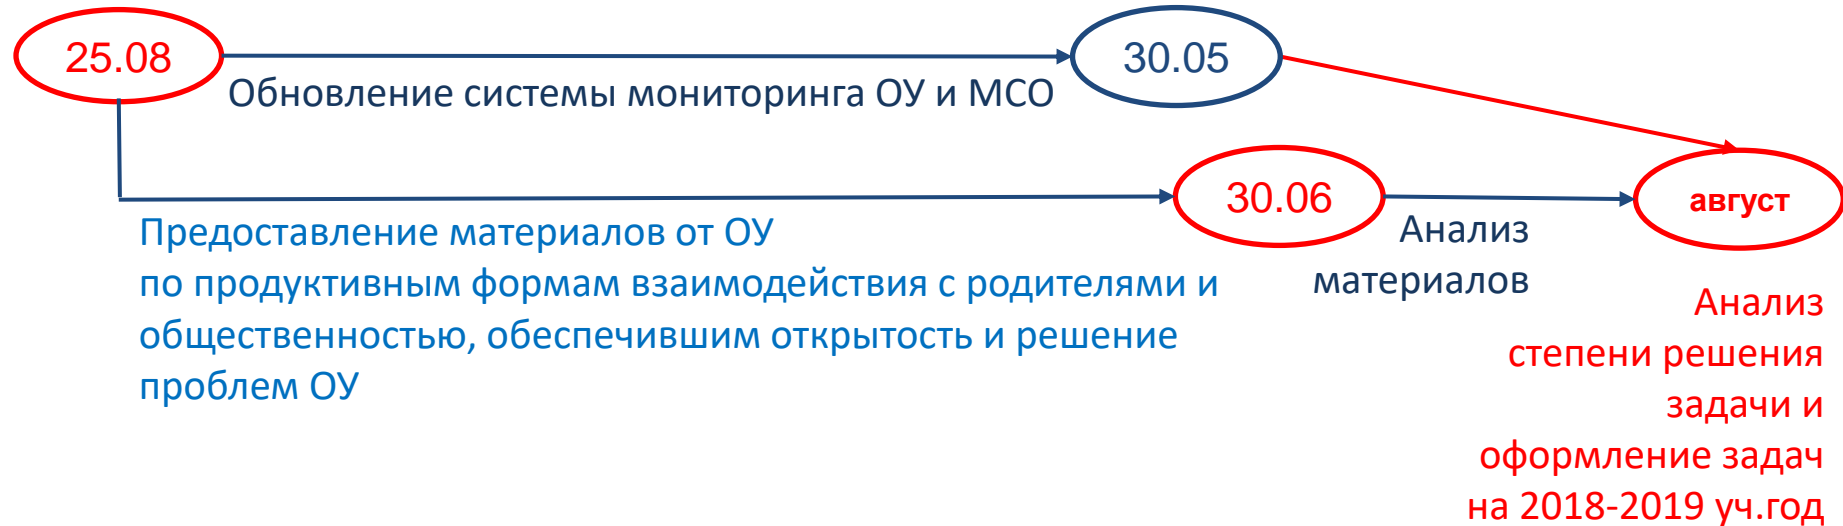 25.08
30.05
Обновление системы мониторинга ОУ и МСО
30.06
август
Предоставление материалов от ОУ
по продуктивным формам взаимодействия с родителями и
общественностью, обеспечившим открытость и решение
проблем ОУ
Анализ
материалов
Анализ
степени решения
задачи и
оформление задач
на 2018-2019 уч.год